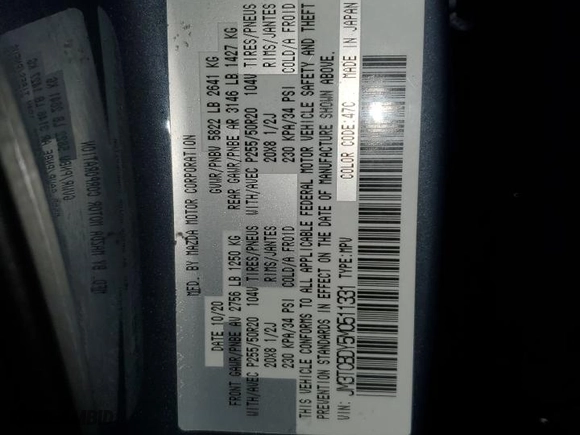 MFD. BY MAZDA MOTOR CORPORATION
DATE 10/20 GVWR/PNBV 5822 LB 2641 KG
FRONT GAWR/PNBE AV 2756 LB 1250 KG REAR GAWR/PNBE AR 3146 LB 1427 KG
WITH/AVEC P255/50R20 104V TIRES/PNEUS WITH/AVEC P255/50R20 104V TIRES/PNEUS
20X8 1/2J RIMS/JANTES 20X8 1/2J RIMS/JANTES
230 KPA/34 PSI COLD/A FROID 230 KPA/34 PSI COLD/A FROID
THIS VEHICLE CONFORMS TO ALL APPLICABLE FEDERAL MOTOR VEHICLE SAFETY AND THEFT
PREVENTION STANDARDS IN EFFECT ON THE DATE OF MANUFACTURE SHOWN ABOVE.
VIN: JM3TCBDY5M0511331 TYPE:MPV COLOR CODE:47C MADE IN JAPAN